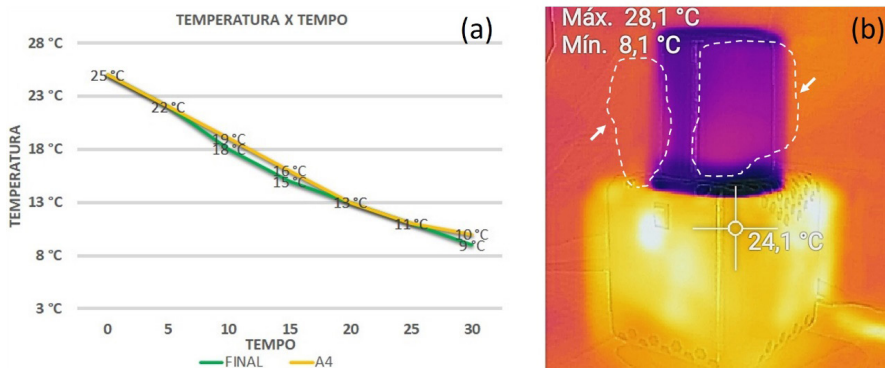 TEMPERATURA X TEMPO
(a)
28 °C
23 °C
18 °C
13 °C
8 °C
3 °C
TEMPERATURA
25 °C
22 °C
19 °C
18 °C
16 °C
15 °C
13 °C
11 °C
10 °C
9 °C
0 5 10 15 20 25 30
TEMPO
FINAL A4
Máx. 28,1 °C
Mín. 8,1 °C
(b)
24,1 °C